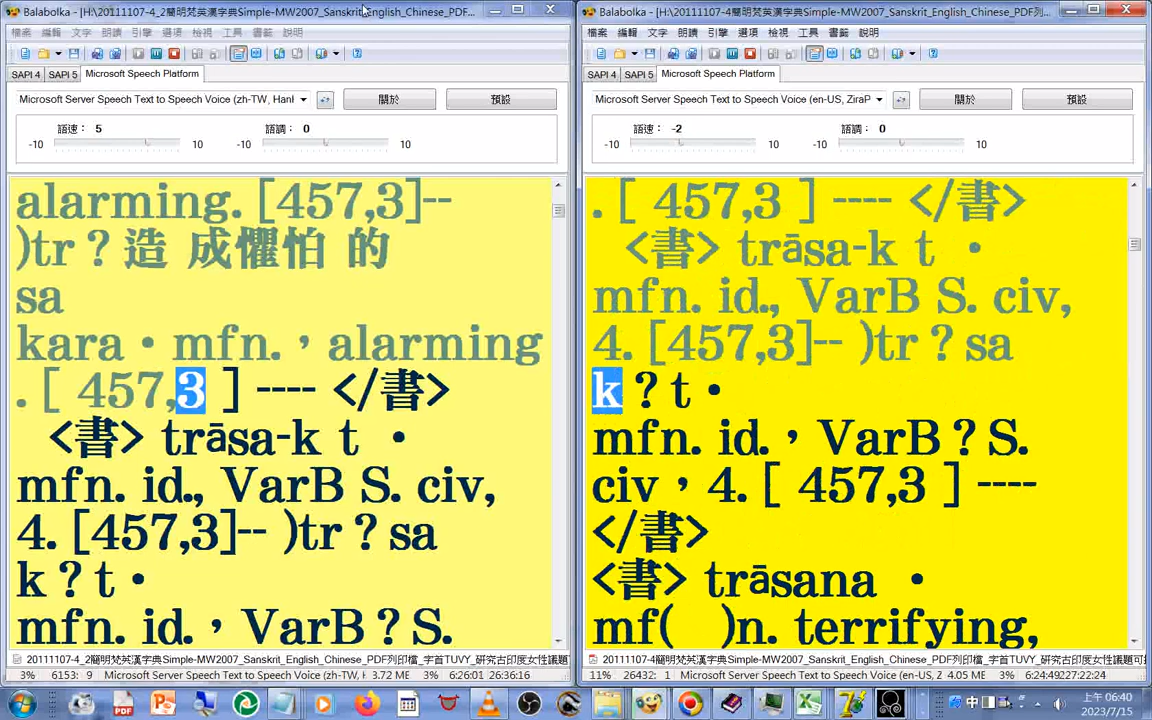 Balabolka - [H:\20111107-4_2簡明梵英漢字典Simple-MW2007_Sanskrit_English_Chinese_PDF...
檔案 編輯 文字 朗讀 引擎 選項 檢視 工具 書籤 說明
SAPI 4 SAPI 5 Microsoft Speech Platform
Microsoft Server Speech Text to Speech Voice (zh-TW, Hanl 關於 預設
語速： 5 語調： 0
-10 10 -10 10
alarming. [457,3]--
)tr？造 成懼怕 的
sa
kara‧mfn.，alarming
. [ 457,3 ] ---- </書>
<書> trāsa-k t ‧
mfn. id., VarB S. civ,
4. [457,3]-- )tr？sa
k？t‧
mfn. id.，VarB？S.
20111107-4_2簡明梵英漢字典Simple-MW2007_Sanskrit_English_Chinese_PDF列印檔_字首TUVY_研究古印度女性議題
3% 6153: 9 Microsoft Server Speech Text to Speech Voice (zh-TW, H 3.72 ME 3% 6:26:01 26:36:16
Balabolka - [H:\20111107-4簡明梵英漢字典Simple-MW2007_Sanskrit_English_Chinese_PDF列...
檔案 編輯 文字 朗讀 引擎 選項 檢視 工具 書籤 說明
SAPI 4 SAPI 5 Microsoft Speech Platform
Microsoft Server Speech Text to Speech Voice (en-US, ZiraP 關於 預設
語速： -2 語調： 0
-10 10 -10 10
. [ 457,3 ] ---- </書>
<書> trāsa-k t ‧
mfn. id., VarB S. civ,
4. [457,3]-- )tr？sa
k？t‧
mfn. id.，VarB？S.
civ，4. [ 457,3 ] ----
</書>
<書> trāsana ‧
mf( )n. terrifying,
20111107-4簡明梵英漢字典Simple-MW2007_Sanskrit_English_Chinese_PDF列印檔_字首TUVY_研究古印度女性議題可
11% 26432: 1 Microsoft Server Speech Text to Speech Voice (en-US, Z 4.05 ME 3% 6:24:49227:22:24
中
上午 06:40
2023/7/15